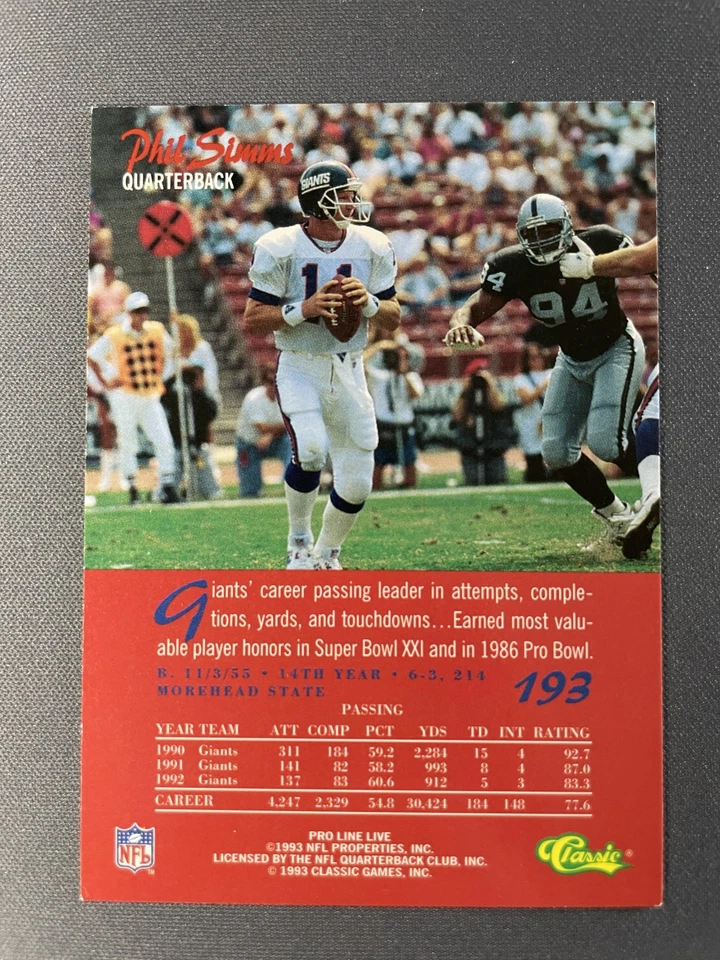 Phil Simms
QUARTERBACK
GIANTS
11
94
94
Giants' career passing leader in attempts, comple-
tions, yards, and touchdowns...Earned most valu-
able player honors in Super Bowl XXI and in 1986 Pro Bowl.
B. 11/3/55 • 14TH YEAR • 6-3, 214
MOREHEAD STATE
193
PASSING
YEAR TEAM ATT COMP PCT YDS TD INT RATING
1990 Giants 311 184 59.2 2,284 15 4 92.7
1991 Giants 141 82 58.2 993 8 4 87.0
1992 Giants 137 83 60.6 912 5 3 83.3
CAREER 4,247 2,329 54.8 30,424 184 148 77.6
PRO LINE LIVE
©1993 NFL PROPERTIES, INC.
LICENSED BY THE NFL QUARTERBACK CLUB, INC.
© 1993 CLASSIC GAMES, INC.
NFL
TM
Classic®